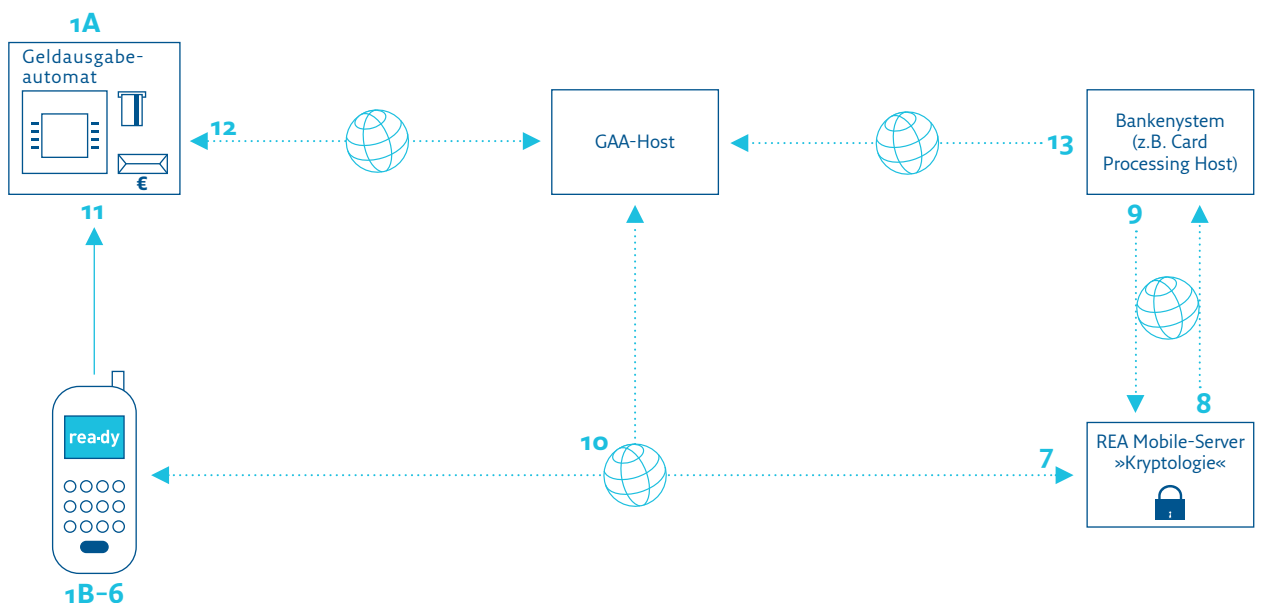 1A
Geldausgabe-
automat
€
12
GAA-Host
13
Bankenystem
(z.B. Card
Processing Host)
11
9
8
rea·dy
10
7
REA Mobile-Server
»Kryptologie«
1B-6